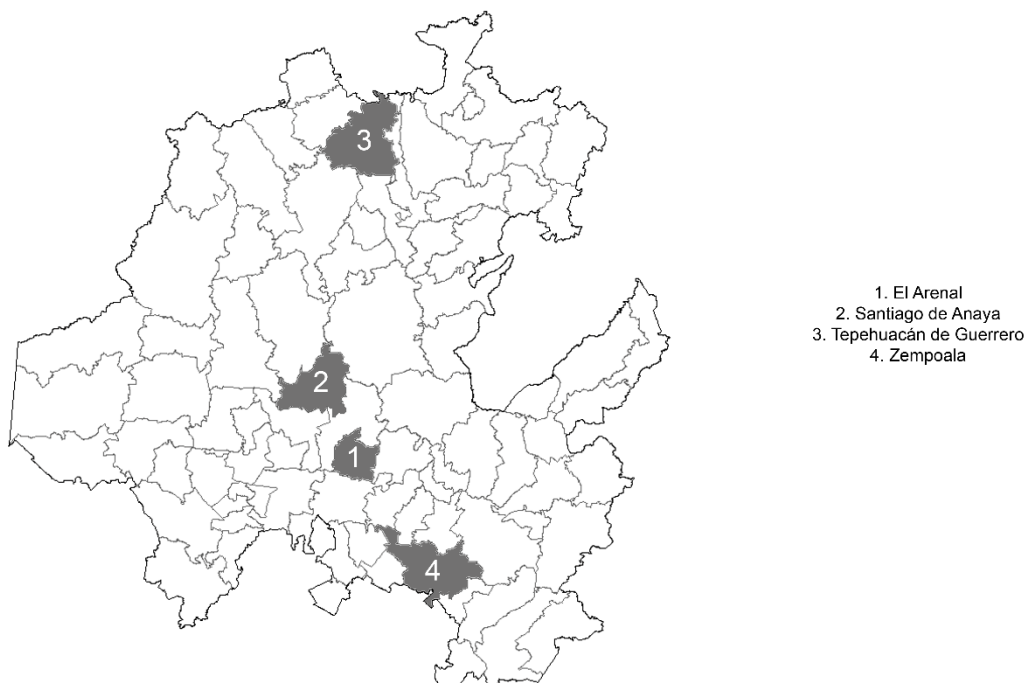 3
2
1
4
1. El Arenal
2. Santiago de Anaya
3. Tepehuacán de Guerrero
4. Zempoala